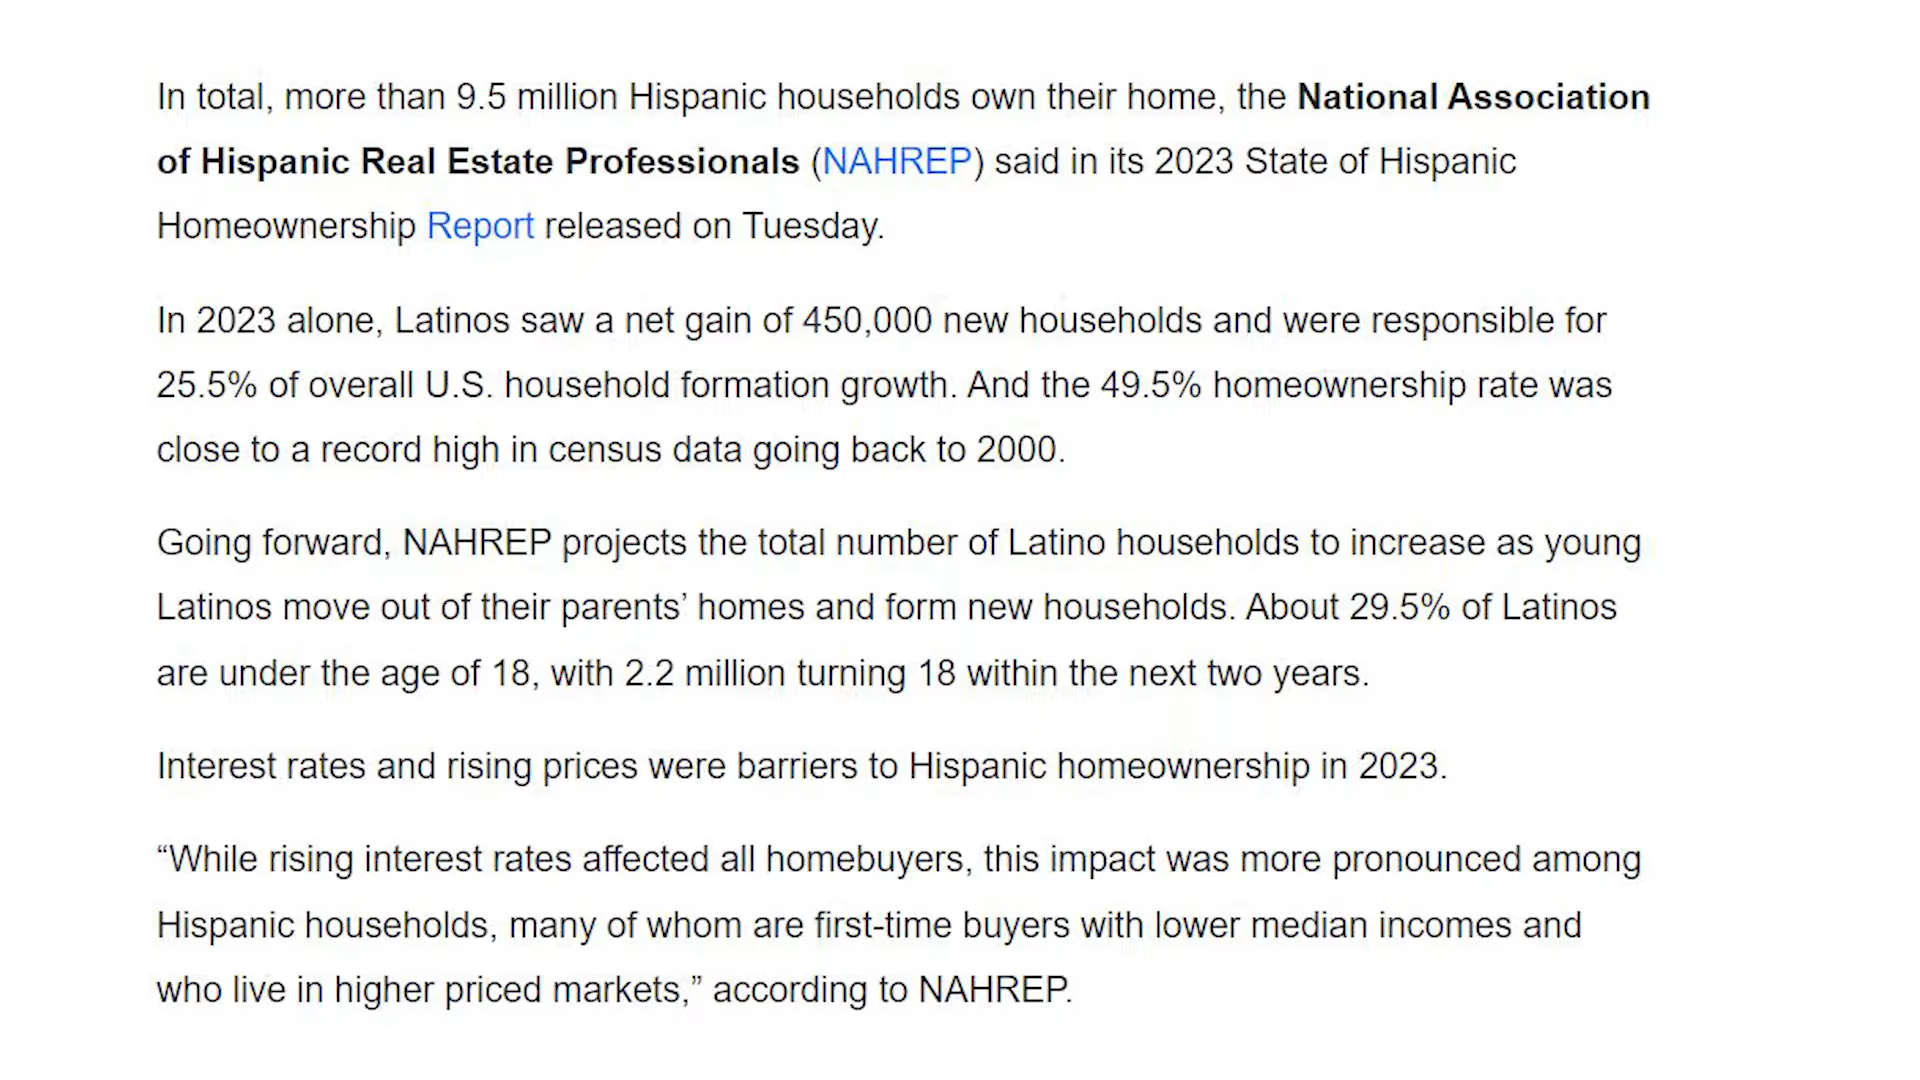 In total, more than 9.5 million Hispanic households own their home, the National Association
of Hispanic Real Estate Professionals (NAHREP) said in its 2023 State of Hispanic
Homeownership Report released on Tuesday.
In 2023 alone, Latinos saw a net gain of 450,000 new households and were responsible for
25.5% of overall U.S. household formation growth. And the 49.5% homeownership rate was
close to a record high in census data going back to 2000.
Going forward, NAHREP projects the total number of Latino households to increase as young
Latinos move out of their parents’ homes and form new households. About 29.5% of Latinos
are under the age of 18, with 2.2 million turning 18 within the next two years.
Interest rates and rising prices were barriers to Hispanic homeownership in 2023.
“While rising interest rates affected all homebuyers, this impact was more pronounced among
Hispanic households, many of whom are first-time buyers with lower median incomes and
who live in higher priced markets,” according to NAHREP.